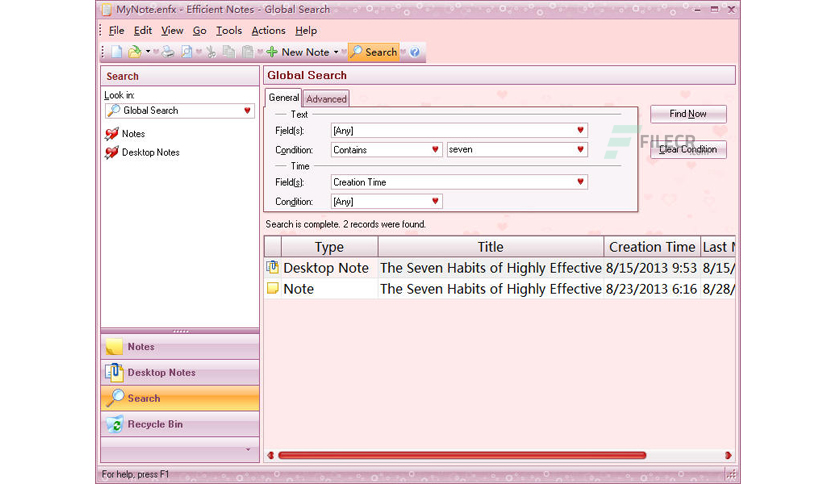 MyNote.enfx - Efficient Notes - Global Search
File Edit View Go Tools Actions Help
New Note Search
Search
Look in:
Global Search
Notes
Desktop Notes
Notes
Desktop Notes
Search
Recycle Bin
Global Search
General Advanced
Text
Field(s): [Any]
Condition: Contains seven
Time
Field(s): Creation Time
Condition: [Any]
Find Now
Clear Condition
FILECR
.com
Search is complete. 2 records were found.
Type Title Creation Time Last M
Desktop Note The Seven Habits of Highly Effective 8/15/2013 9:53 8/15/
Note The Seven Habits of Highly Effective 8/23/2013 6:16 8/28/
For help, press F1